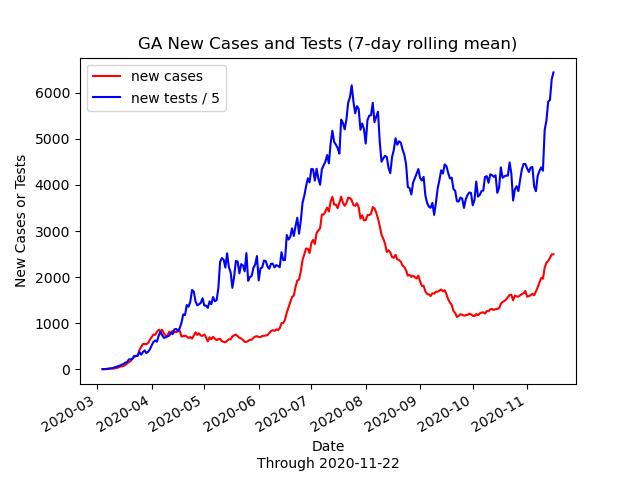 GA New Cases and Tests (7-day rolling mean)
new cases
new tests / 5
New Cases or Tests
6000
5000
4000
3000
2000
1000
0
2020-03
2020-04
2020-05
2020-06
2020-07
2020-08
2020-09
2020-10
2020-11
Date
Through 2020-11-22